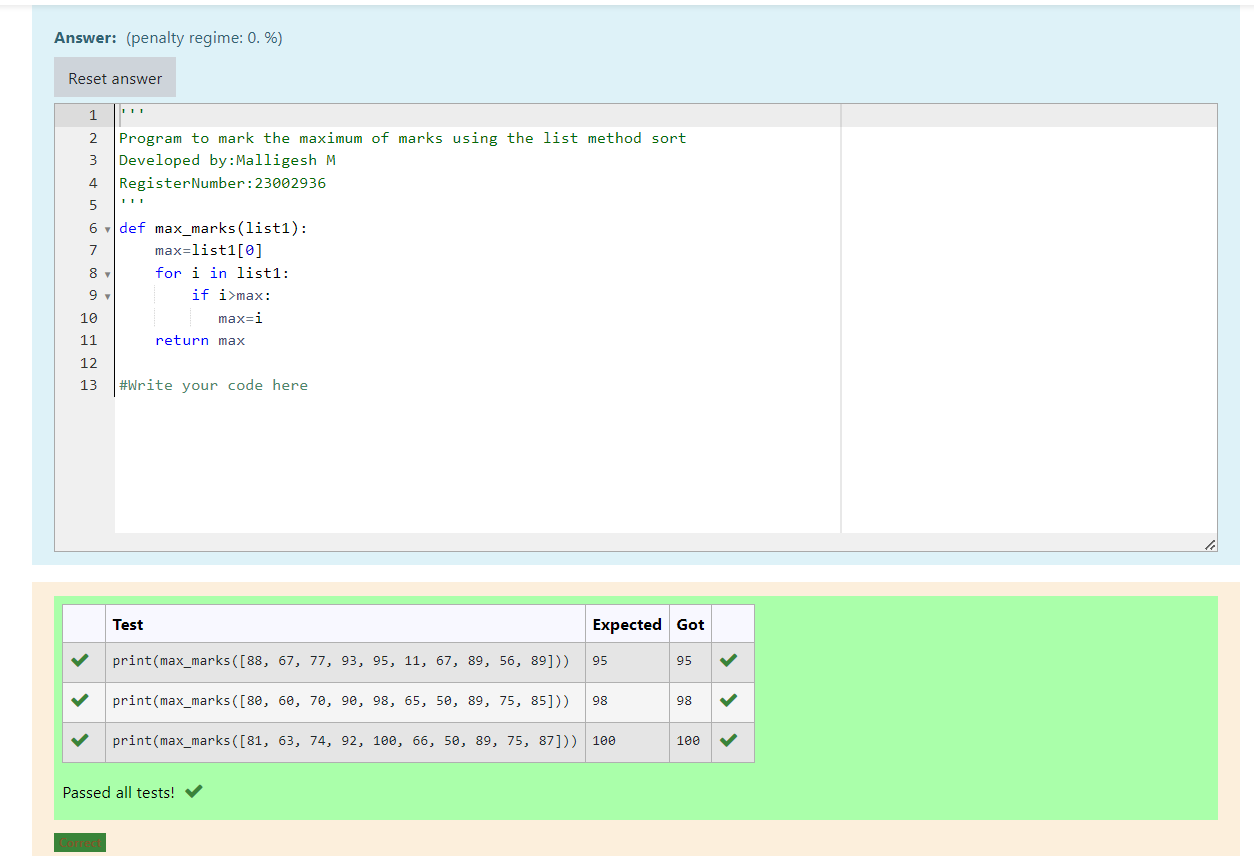 Answer: (penalty regime: 0. %)
Reset answer
1 '''
2 Program to mark the maximum of marks using the list method sort
3 Developed by:Malligesh M
4 RegisterNumber:23002936
5 '''
6 def max_marks(list1):
7     max=list1[0]
8     for i in list1:
9         if i>max:
10            max=i
11     return max
12
13 #Write your code here
Test Expected Got
print(max_marks([88, 67, 77, 93, 95, 11, 67, 89, 56, 89])) 95 95
print(max_marks([80, 60, 70, 90, 98, 65, 50, 89, 75, 85])) 98 98
print(max_marks([81, 63, 74, 92, 100, 66, 50, 89, 75, 87])) 100 100
Passed all tests!
Correct